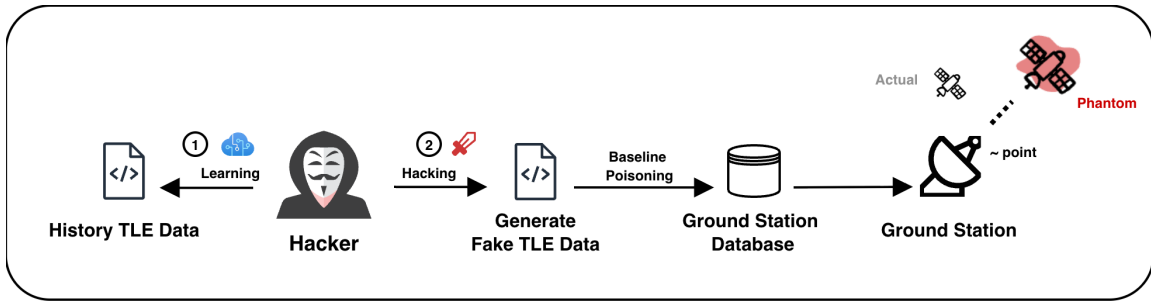 Actual
Phantom
1
Learning
</>
History TLE Data
Hacker
2
Hacking
</>
Generate
Fake TLE Data
Baseline
Poisoning
Ground Station
Database
~ point
Ground Station